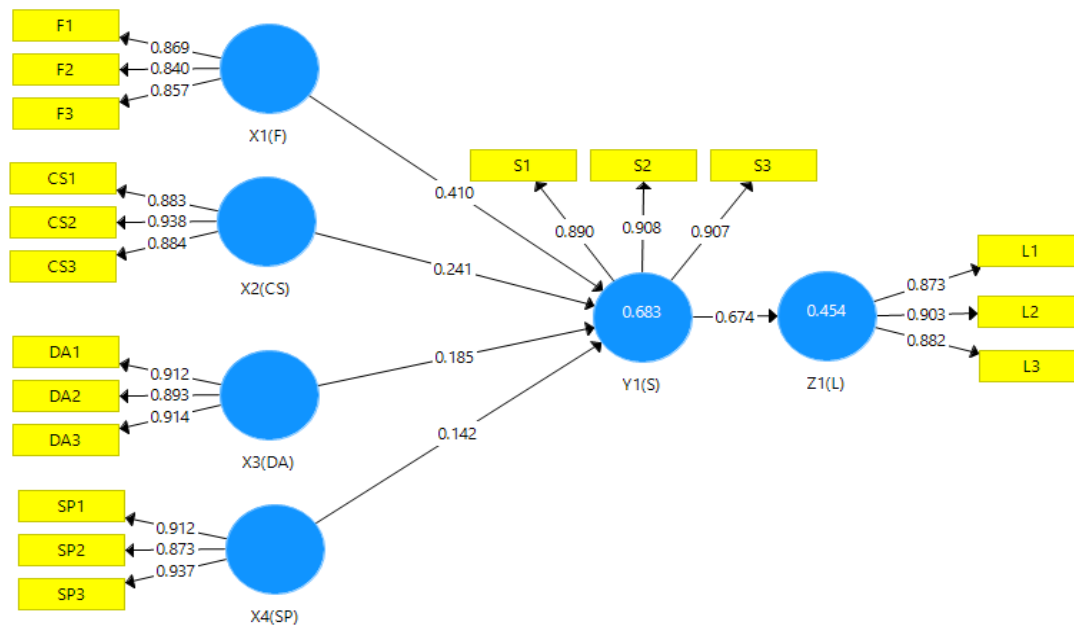 F1
0.869
F2
0.840
F3
0.857
X1(F)
CS1
0.883
CS2
0.938
CS3
0.884
X2(CS)
DA1
0.912
DA2
0.893
DA3
0.914
X3(DA)
SP1
0.912
SP2
0.873
SP3
0.937
X4(SP)
0.410
0.241
0.185
0.142
S1
S2
S3
0.890
0.908
0.907
0.683
Y1(S)
0.674
0.454
Z1(L)
0.873
L1
0.903
L2
0.882
L3